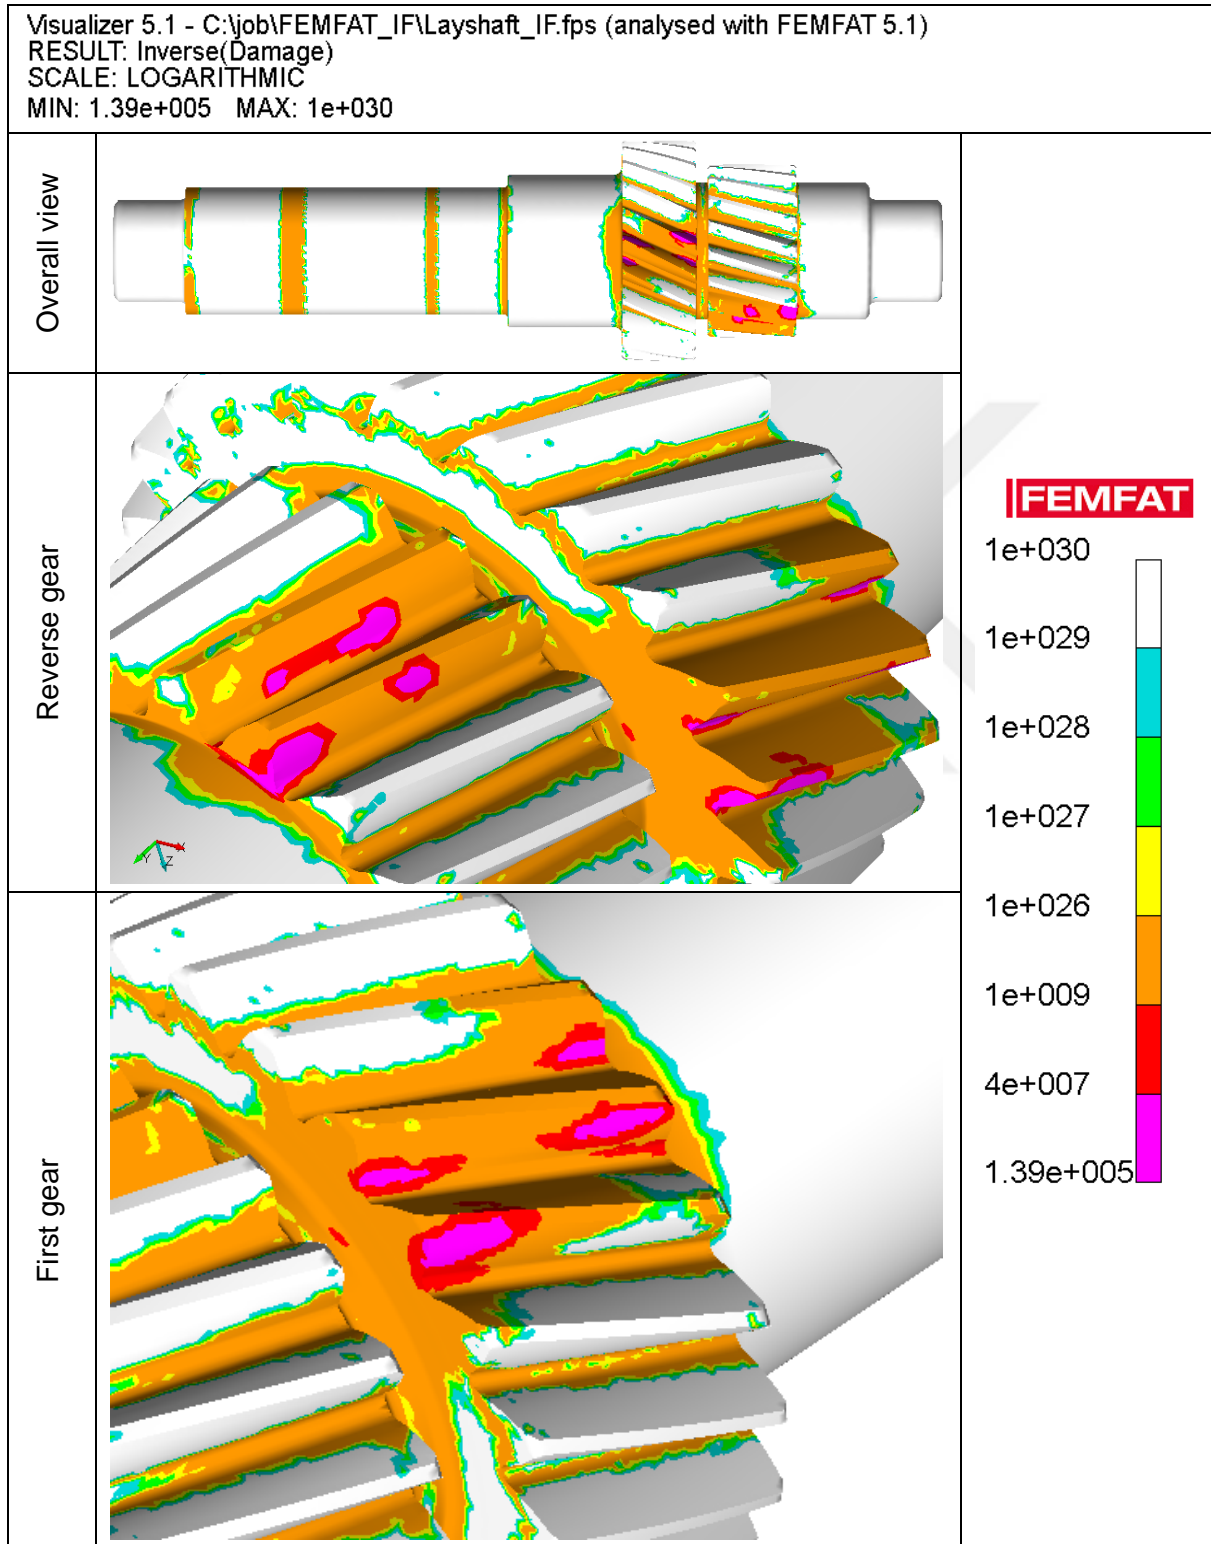 Visualizer 5.1 - C:\job\FEMFAT_IF\Layshaft_IF.fps (analysed with FEMFAT 5.1)
RESULT: Inverse(Damage)
SCALE: LOGARITHMIC
MIN: 1.39e+005 MAX: 1e+030
Overall view
Reverse gear
First gear
FEMFAT
1e+030
1e+029
1e+028
1e+027
1e+026
1e+009
4e+007
1.39e+005
X
Y
Z